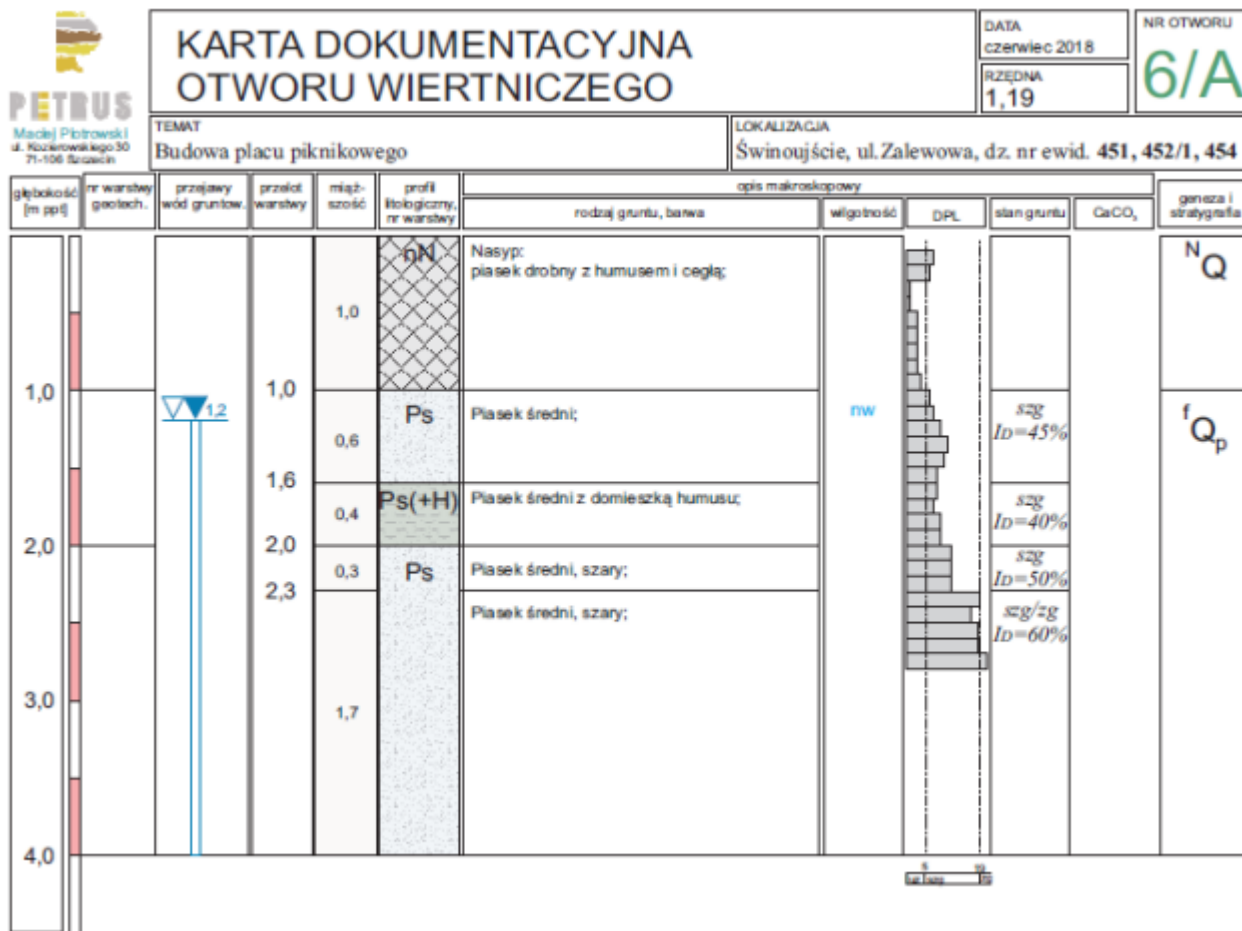 PETRUS
Maciej Piotrowski
ul. Kozierowskiego 30
71-106 Szczecin
KARTA DOKUMENTACYJNA
OTWORU WIERTNICZEGO
DATA
czerwiec 2018
RZĘDNA
1,19
NR OTWORU
6/A
TEMAT
Budowa placu piknikowego
LOKALIZACJA
Świnoujście, ul.Zalewowa, dz. nr ewid. 451, 452/1, 454
głębokość
[m ppt]
nr warstwy
geotech.
przejawy
wód gruntow.
przelot
warstwy
miąż-
szość
profil
litologiczny,
nr warstwy
opis makroskopowy
rodzaj gruntu, barwa
wilgotność
DPL
stan gruntu
CaCO₃
geneza i
stratygrafia
nN
Nasyp:
piasek drobny z humusem i cegłą;
N Q
1,0
1,0
1,0
1,2
Ps
Piasek średni;
nw
szg
ID=45%
f Qp
0,6
1,6
Ps(+H)
Piasek średni z domieszką humusu;
szg
ID=40%
0,4
2,0
2,0
0,3
Ps
Piasek średni, szary;
szg
ID=50%
2,3
Piasek średni, szary;
szg/zg
ID=60%
3,0
1,7
4,0
19
szg